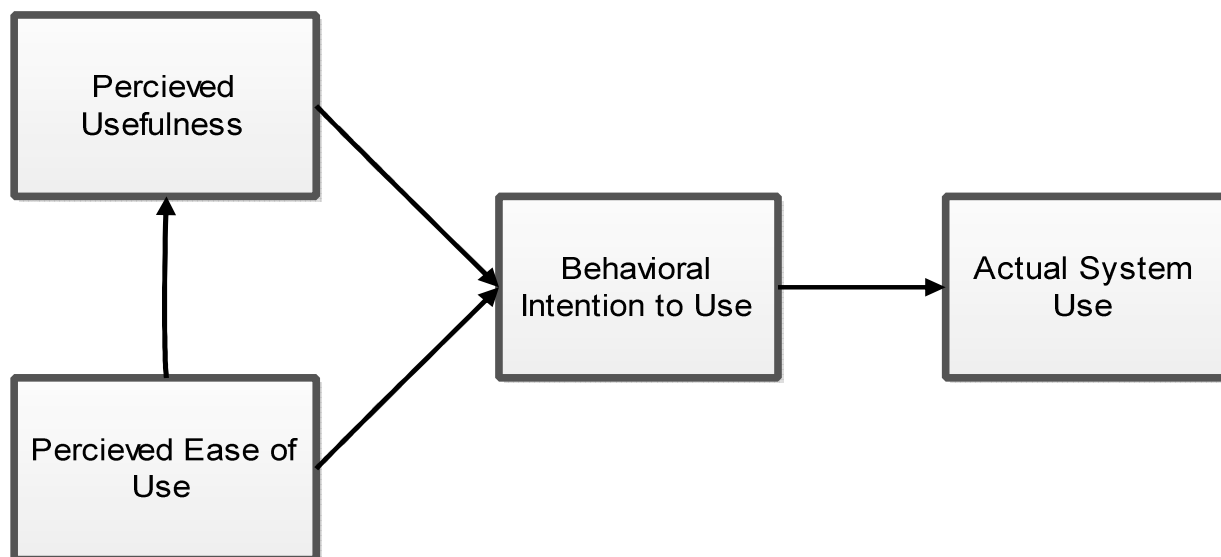 Percieved
Usefulness
Behavioral
Intention to Use
Actual System
Use
Percieved Ease of
Use